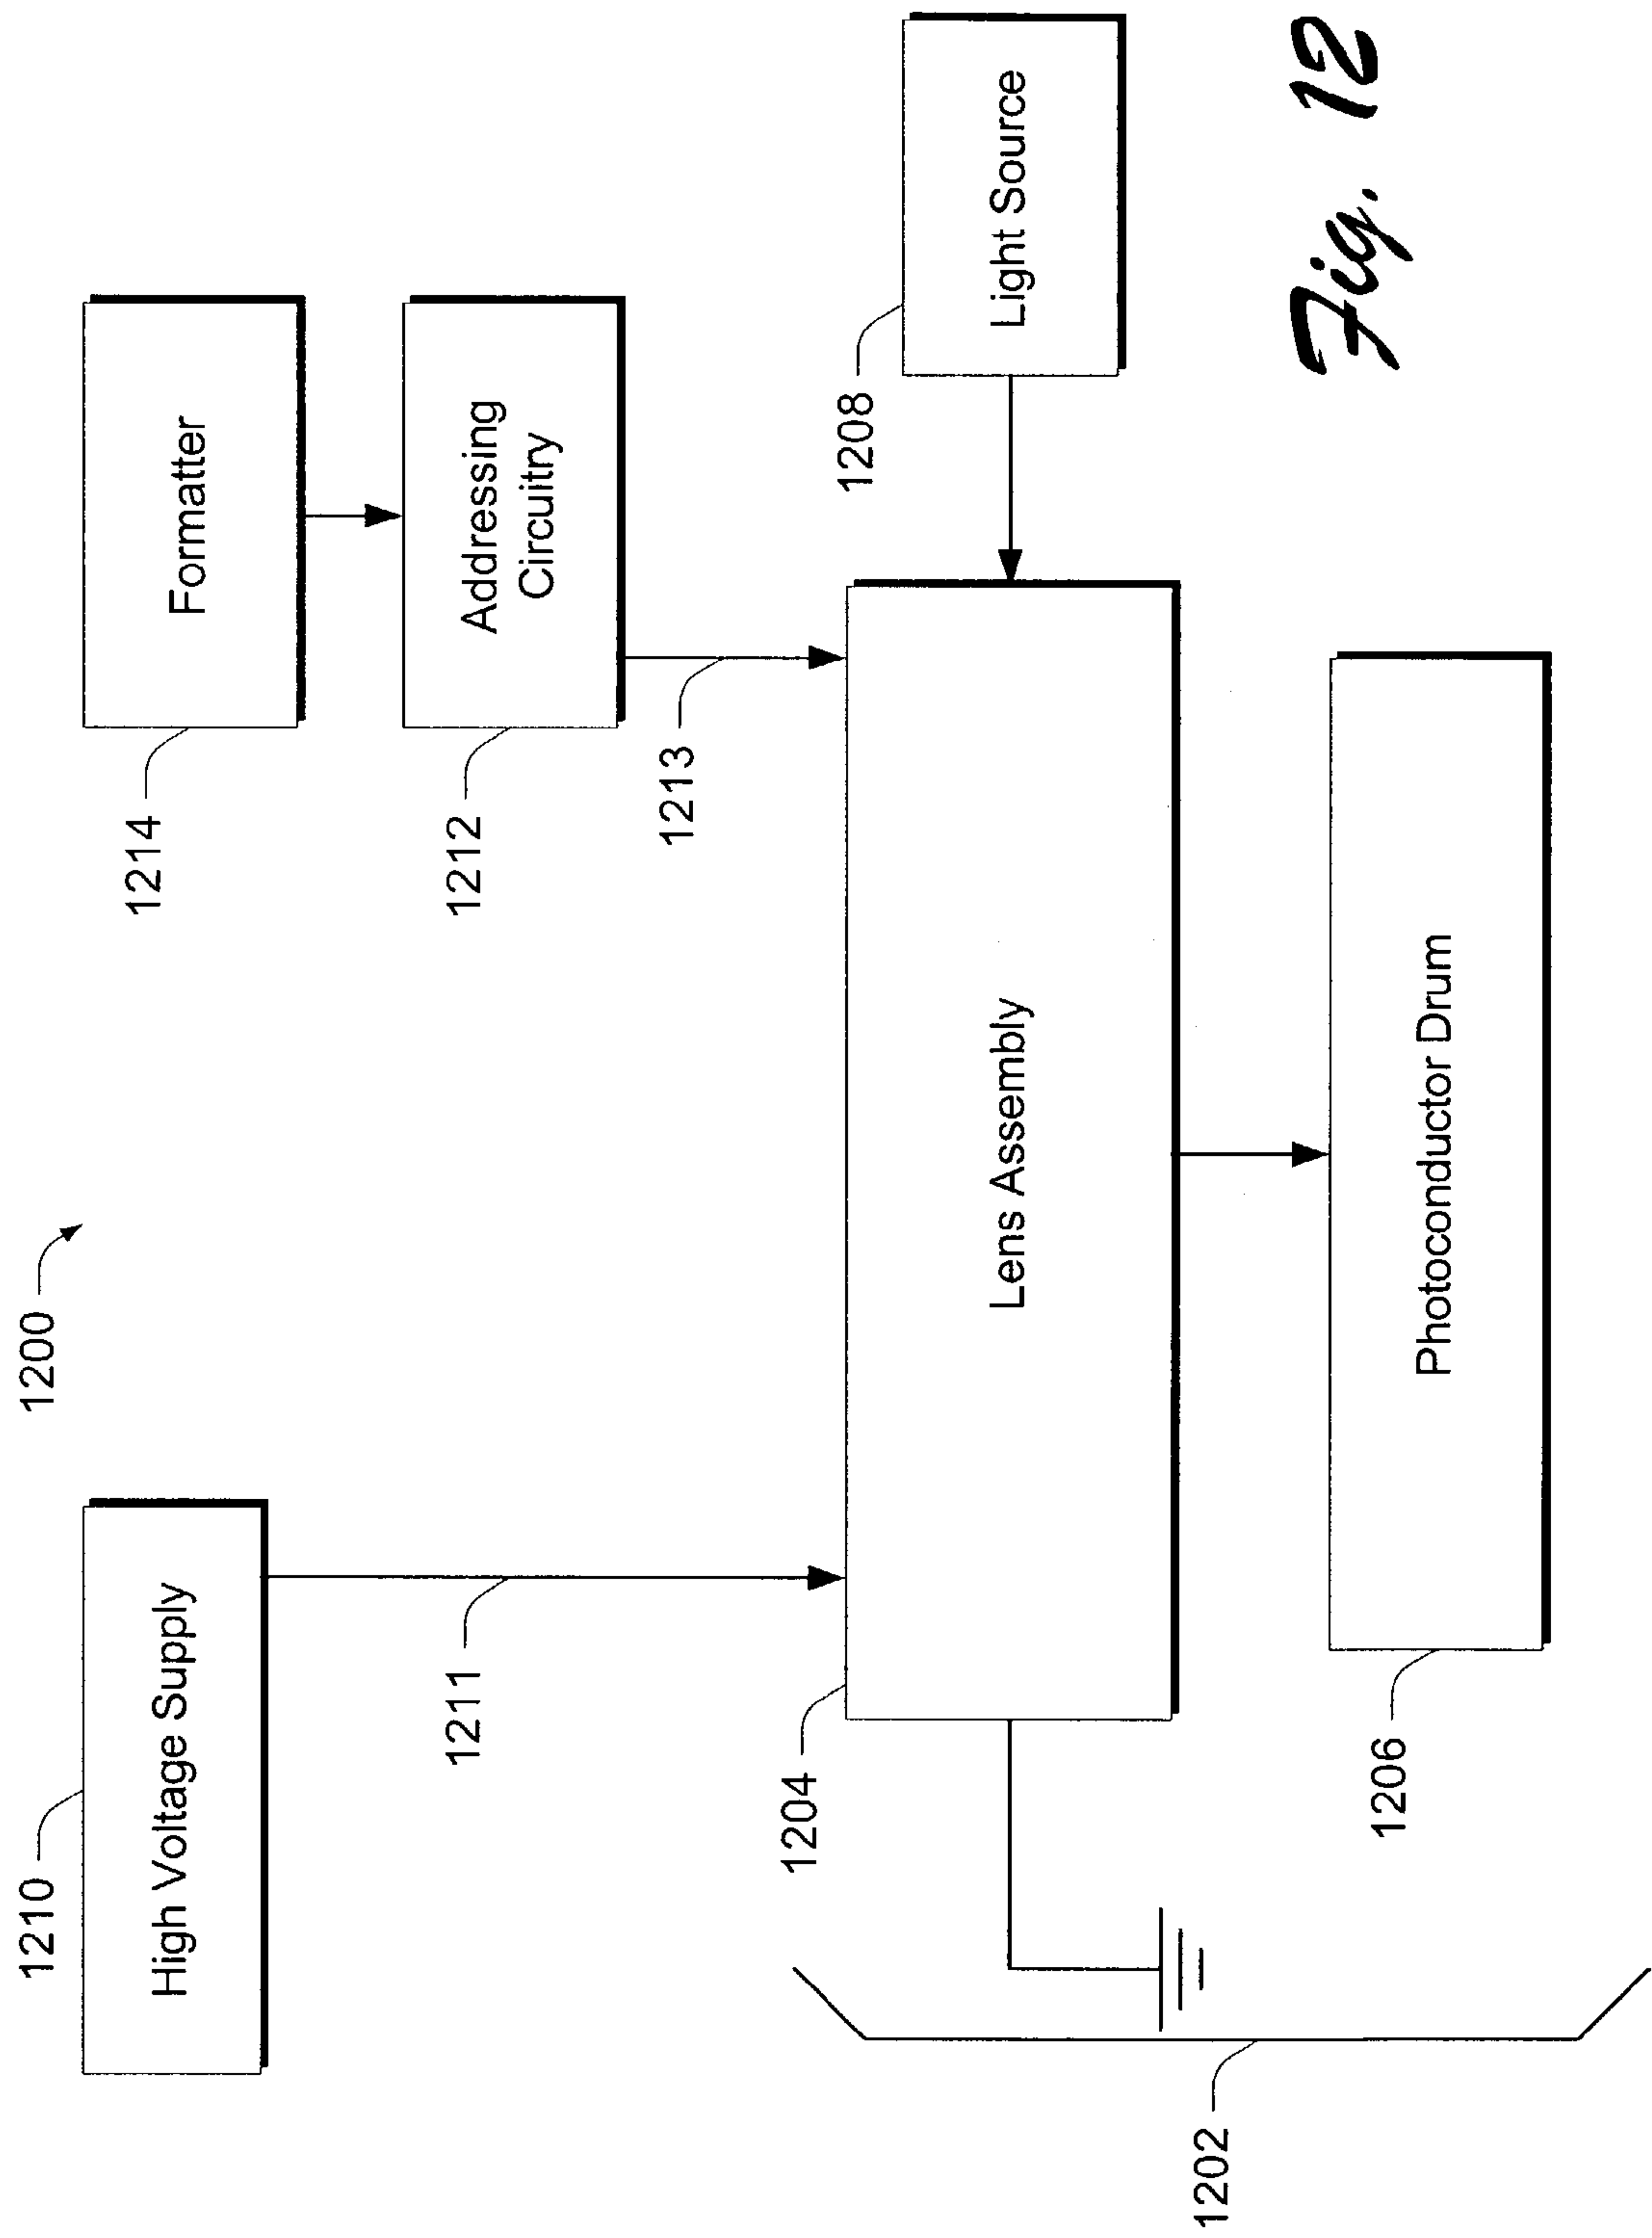 1200
1210
High Voltage Supply
1211
Formatter
1214
Addressing
Circuitry
1212
1213
1204
Lens Assembly
1208
Light Source
1206
Photoconductor Drum
1202
Fig. 12